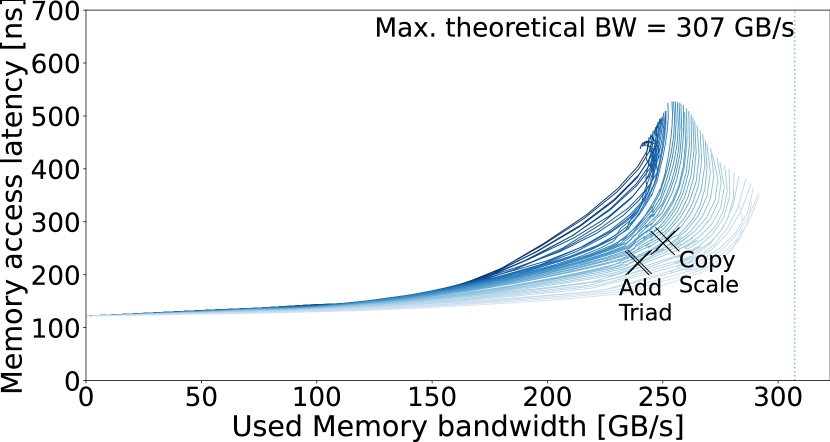 Max. theoretical BW = 307 GB/s
Memory access latency [ns]
700
600
500
400
300
200
100
0
Copy
Scale
Add
Triad
0 50 100 150 200 250 300
Used Memory bandwidth [GB/s]